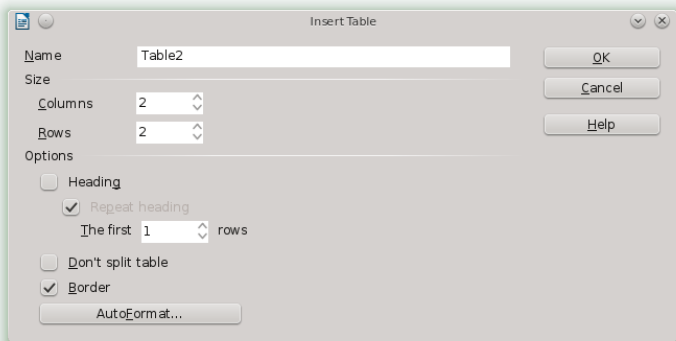 Insert Table
Name Table2 OK
Size
Cancel
Columns 2
Rows 2 Help
Options
Heading
Repeat heading
The first 1 rows
Don't split table
Border
AutoFormat...